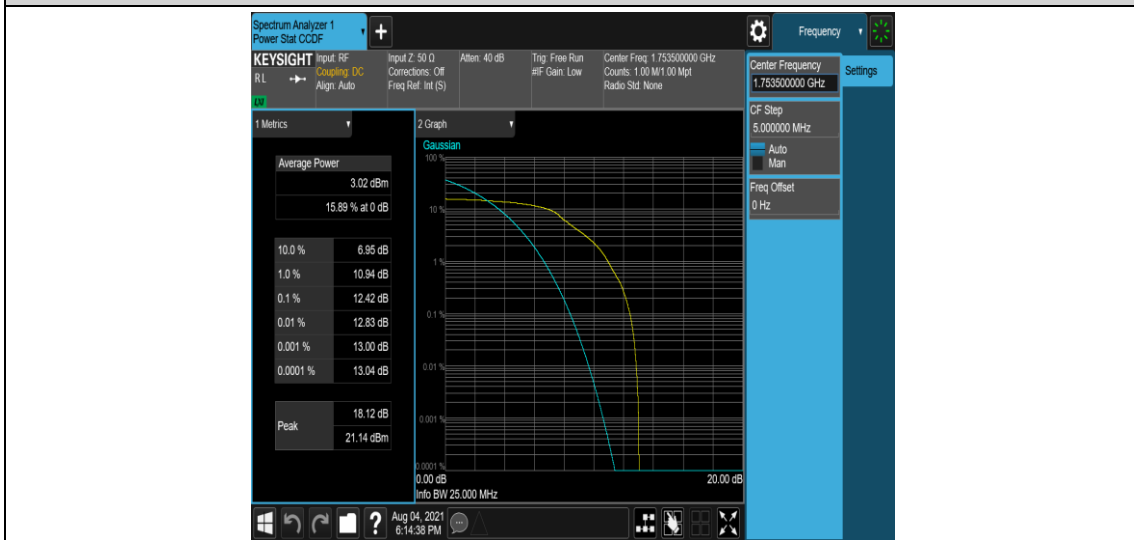 Spectrum Analyzer 1
Power Stat CCDF
+
Frequency
KEYSIGHT
RL
LXI
Input: RF
Coupling: DC
Align: Auto
Input Z: 50 Ω
Corrections: Off
Freq Ref: Int (S)
Atten: 40 dB
Trig: Free Run
#IF Gain: Low
Center Freq: 1.753500000 GHz
Counts: 1.00 M/1.00 Mpt
Radio Std: None
Center Frequency
1.753500000 GHz
Settings
CF Step
5.000000 MHz
Auto
Man
Freq Offset
0 Hz
1 Metrics
Average Power
3.02 dBm
15.89 % at 0 dB
10.0 % 6.95 dB
1.0 % 10.94 dB
0.1 % 12.42 dB
0.01 % 12.83 dB
0.001 % 13.00 dB
0.0001 % 13.04 dB
Peak
18.12 dB
21.14 dBm
2 Graph
Gaussian
100 %
10 %
1 %
0.1 %
0.01 %
0.001 %
0.0001 %
0.00 dB 20.00 dB
Info BW 25.000 MHz
?
Aug 04, 2021
6:14:38 PM